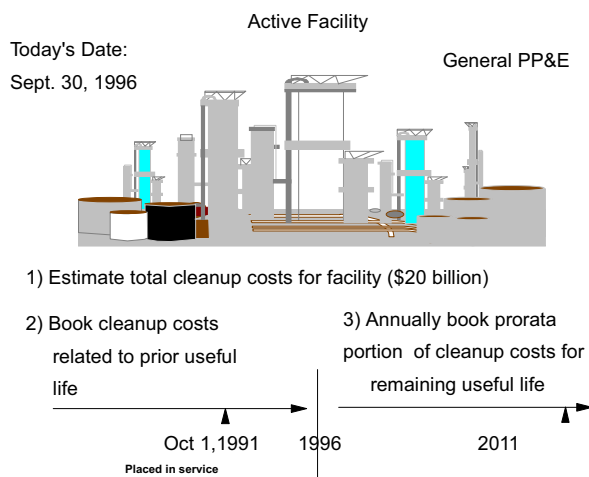 Active Facility
Today's Date:
Sept. 30, 1996
General PP&E
1) Estimate total cleanup costs for facility ($20 billion)
2) Book cleanup costs
related to prior useful
life
3) Annually book prorata
portion of cleanup costs for
remaining useful life
Oct 1,1991
1996
2011
Placed in service